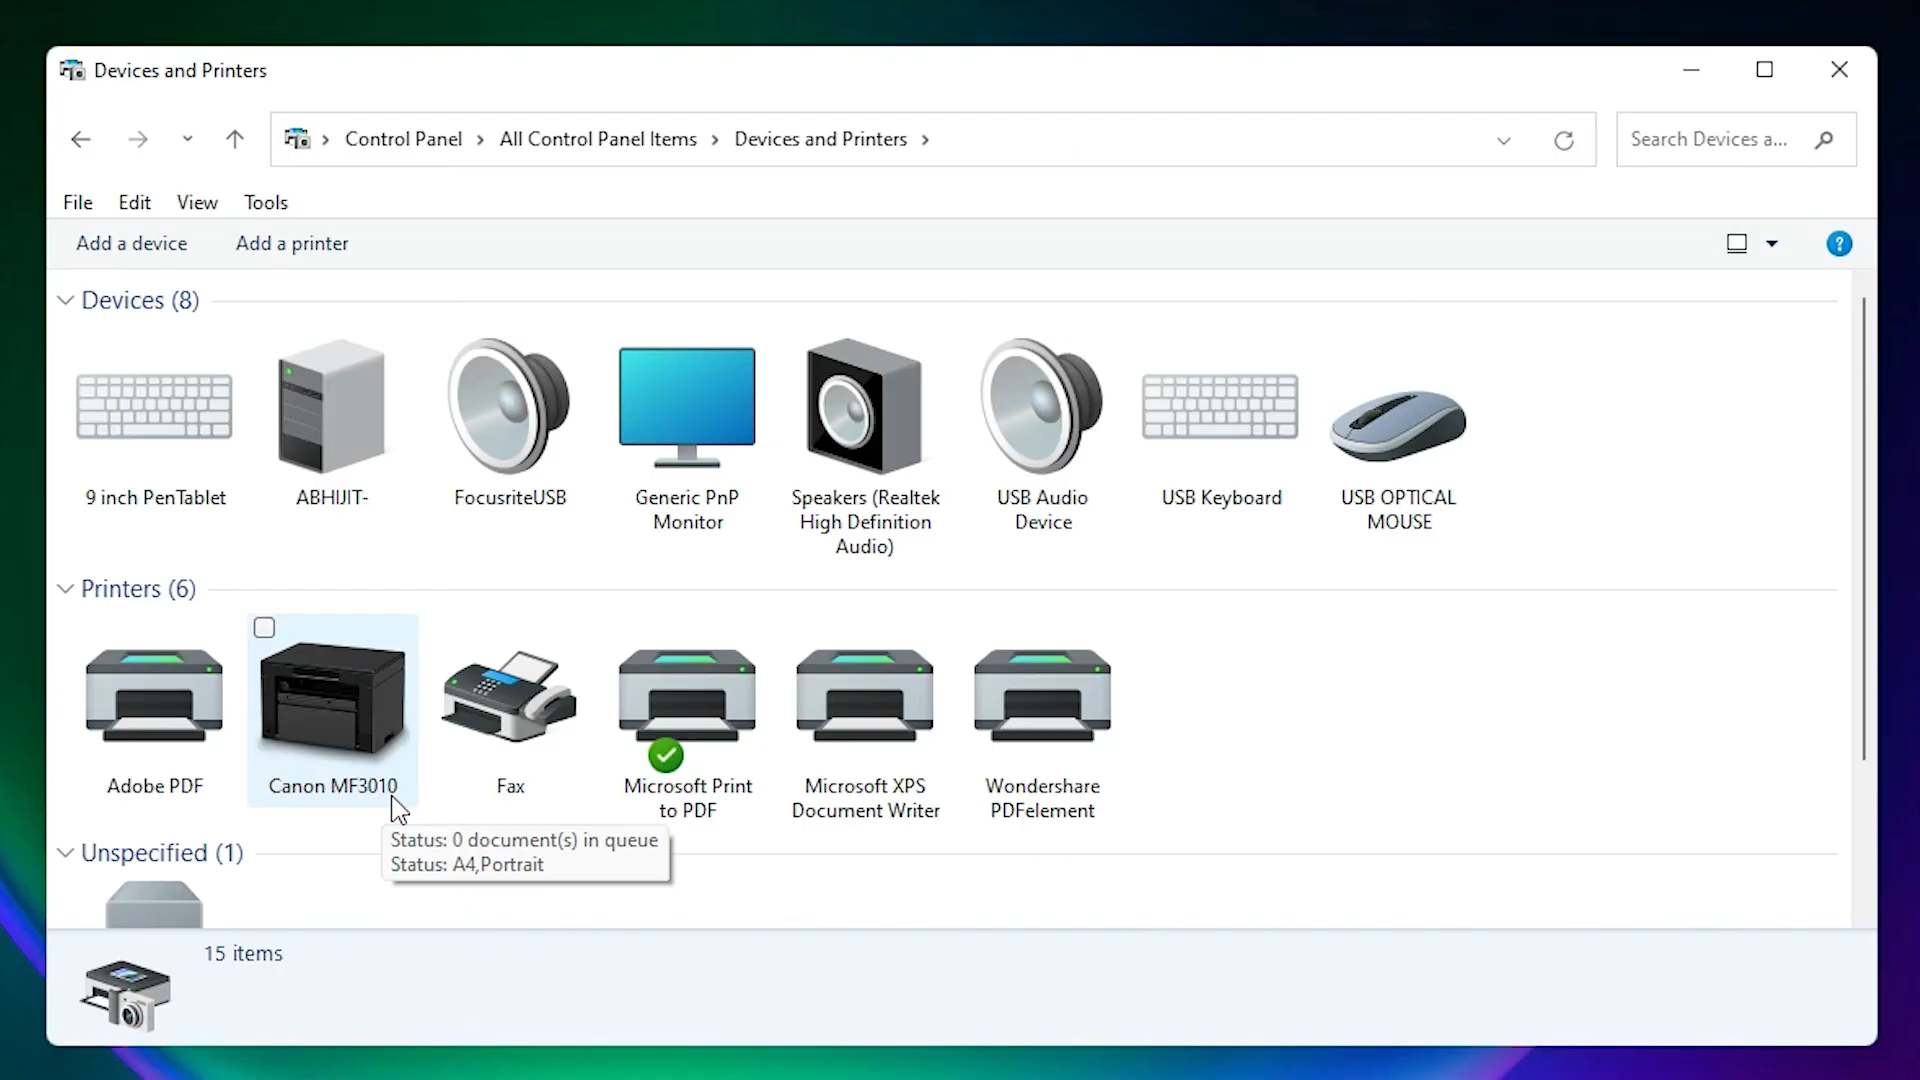 Devices and Printers
Control Panel
All Control Panel Items
Devices and Printers
Search Devices a...
File
Edit
View
Tools
Add a device
Add a printer
?
Devices (8)
9 inch PenTablet
ABHIJIT-
FocusriteUSB
Generic PnP
Monitor
Speakers (Realtek
High Definition
Audio)
USB Audio
Device
USB Keyboard
USB OPTICAL
MOUSE
Printers (6)
Adobe PDF
Canon MF3010
Fax
Microsoft Print
to PDF
Microsoft XPS
Document Writer
Wondershare
PDFelement
Status: 0 document(s) in queue
Status: A4,Portrait
Unspecified (1)
15 items